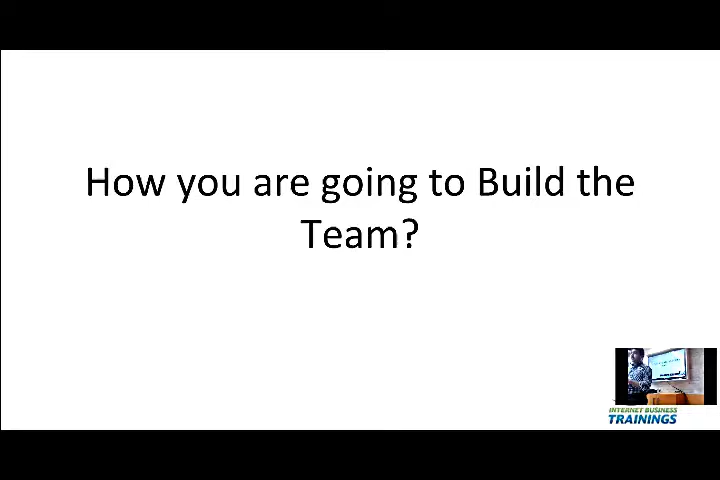 How you are going to Build the
Team?
INTERNET BUSINESS
TRAININGS